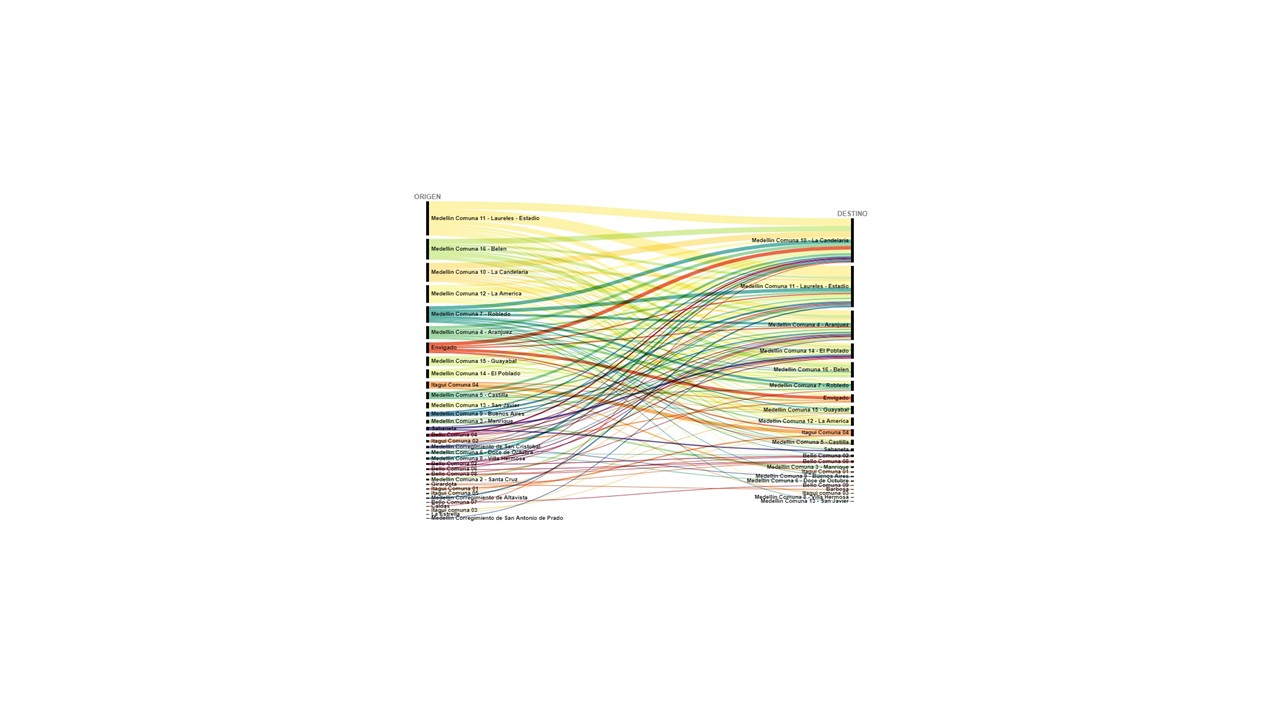 ORIGEN
Medellin Comuna 11 - Laureles - Estadio
Medellin Comuna 16 - Belen
Medellin Comuna 10 - La Candelaria
Medellin Comuna 12 - La America
Medellin Comuna 7 - Robledo
Medellin Comuna 4 - Aranjuez
Envigado
Medellin Comuna 15 - Guayabal
Medellin Comuna 14 - El Poblado
Itagui Comuna 04
Medellin Comuna 5 - Castilla
Medellin Comuna 13 - San Javier
Medellin Comuna 9 - Buenos Aires
Medellin Comuna 3 - Manrique
Sabaneta
Bello Comuna 04
Itagui Comuna 02
Medellin Corregimiento de San Cristobal
Medellin Comuna 6 - Doce de Octubre
Medellin Comuna 8 - Villa Hermosa
Bello Comuna
Bello Comuna
Bello Comuna
Medellin Comuna 2 - Santa Cruz
Girardota
Itagui Comuna 01
Itagui Comuna
Medellin Corregimiento de Altavista
Bello Comuna 07
Caldas
Itagui comuna 03
La Estrella
Medellin Corregimiento de San Antonio de Prado
DESTINO
Medellin Comuna 10 - La Candelaria
Medellin Comuna 11 - Laureles - Estadio
Medellin Comuna 4 - Aranjuez
Medellin Comuna 14 - El Poblado
Medellin Comuna 16 - Belen
Medellin Comuna 7 - Robledo
Envigado
Medellin Comuna 15 - Guayabal
Medellin Comuna 12 - La America
Itagui Comuna 04
Medellin Comuna 5 - Castilla
Sabaneta
Bello Comuna
Bello Comuna
Medellin Comuna 3 - Manrique
Itagui Comuna 01
Medellin Comuna 9 - Buenos Aires
Medellin Comuna 6 - Doce de Octubre
Bello Comuna
Barbosa
Itagui comuna 03
Medellin Comuna 8 - Villa Hermosa
Medellin Comuna 13 - San Javier